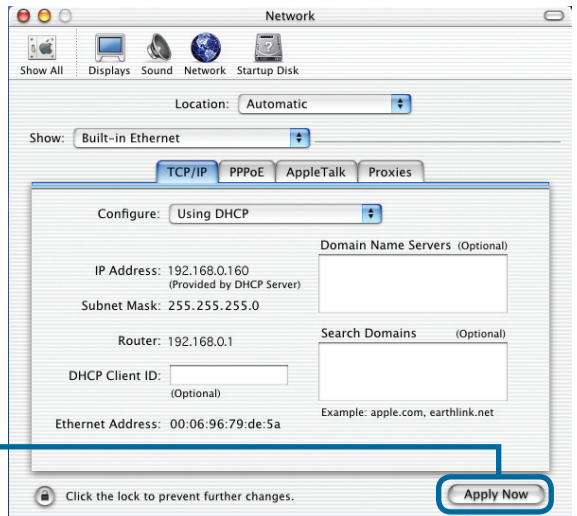 Network
Show All Displays Sound Network Startup Disk
Location: Automatic
Show: Built-in Ethernet
TCP/IP PPPoE AppleTalk Proxies
Configure: Using DHCP
Domain Name Servers (Optional)
IP Address: 192.168.0.160
(Provided by DHCP Server)
Subnet Mask: 255.255.255.0
Router: 192.168.0.1
Search Domains (Optional)
DHCP Client ID:
(Optional)
Example: apple.com, earthlink.net
Ethernet Address: 00:06:96:79:de:5a
Click the lock to prevent further changes.
Apply Now